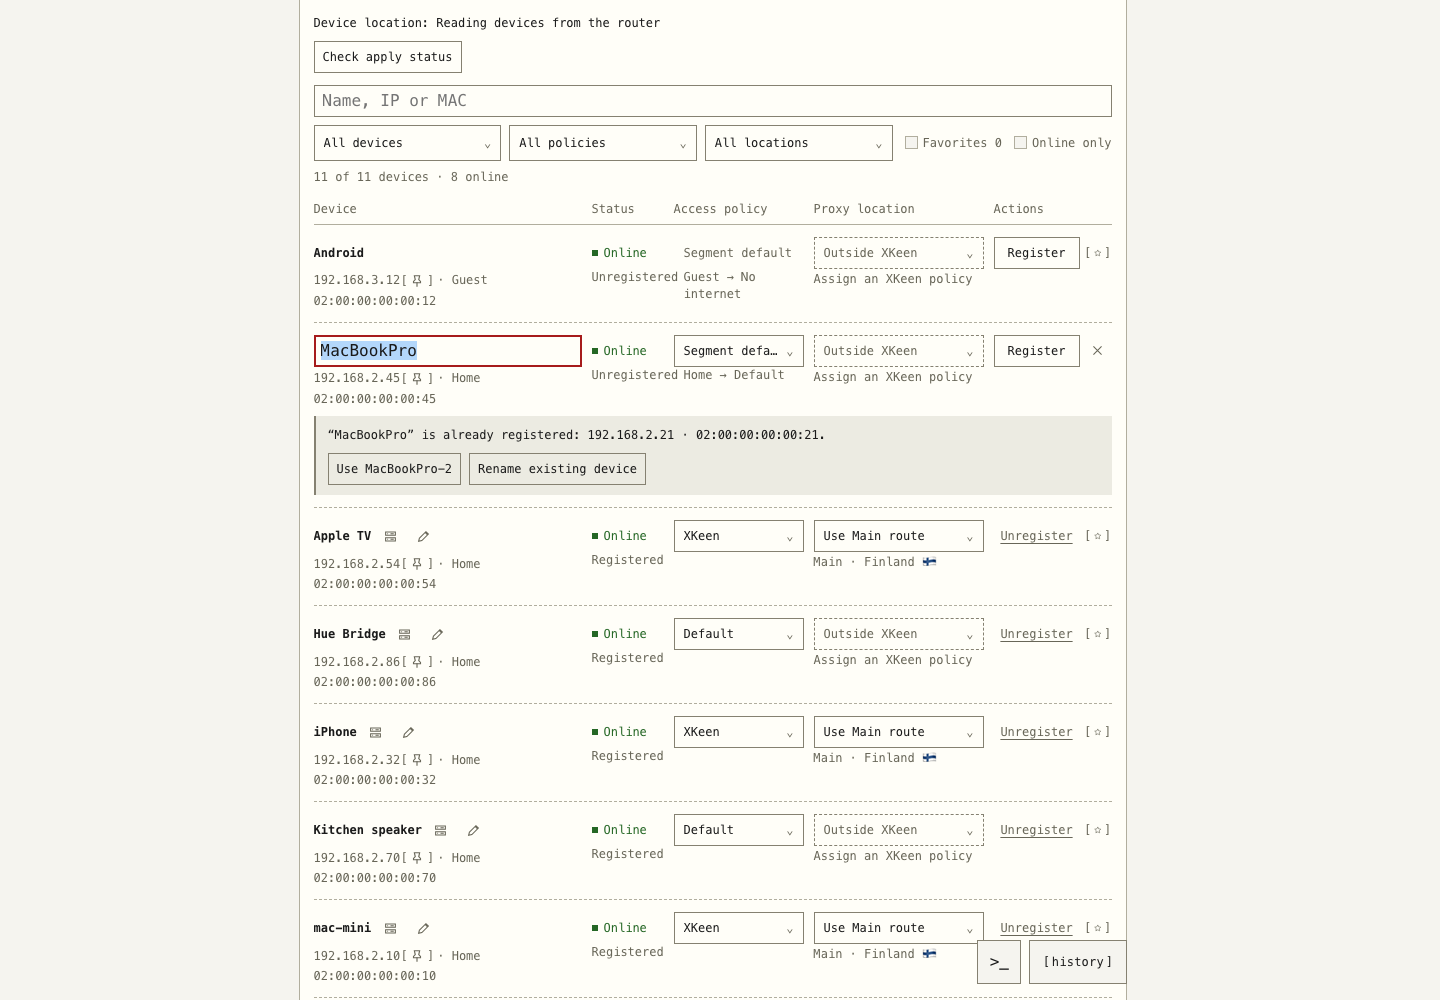 Device location: Reading devices from the router
Check apply status
Name, IP or MAC
All devices All policies All locations Favorites 0 Online only
11 of 11 devices · 8 online
Device Status Access policy Proxy location Actions
Android Online Segment default Outside XKeen Register [☆]
192.168.3.12[ ]· Guest Unregistered Guest → No internet Assign an XKeen policy
02:00:00:00:00:12
MacBookPro Online Segment defa… Outside XKeen Register ×
192.168.2.45[ ]· Home Unregistered Home → Default Assign an XKeen policy
02:00:00:00:00:45
“MacBookPro” is already registered: 192.168.2.21 · 02:00:00:00:00:21.
Use MacBookPro-2 Rename existing device
Apple TV Online XKeen Use Main route Unregister [☆]
192.168.2.54[ ]· Home Registered Main · Finland 🇫🇮
02:00:00:00:00:54
Hue Bridge Online Default Outside XKeen Unregister [☆]
192.168.2.86[ ]· Home Registered Assign an XKeen policy
02:00:00:00:00:86
iPhone Online XKeen Use Main route Unregister [☆]
192.168.2.32[ ]· Home Registered Main · Finland 🇫🇮
02:00:00:00:00:32
Kitchen speaker Online Default Outside XKeen Unregister [☆]
192.168.2.70[ ]· Home Registered Assign an XKeen policy
02:00:00:00:00:70
mac-mini Online XKeen Use Main route Unregister [☆]
192.168.2.10[ ]· Home Registered Main · Finland 🇫🇮 >_ [history]
02:00:00:00:00:10